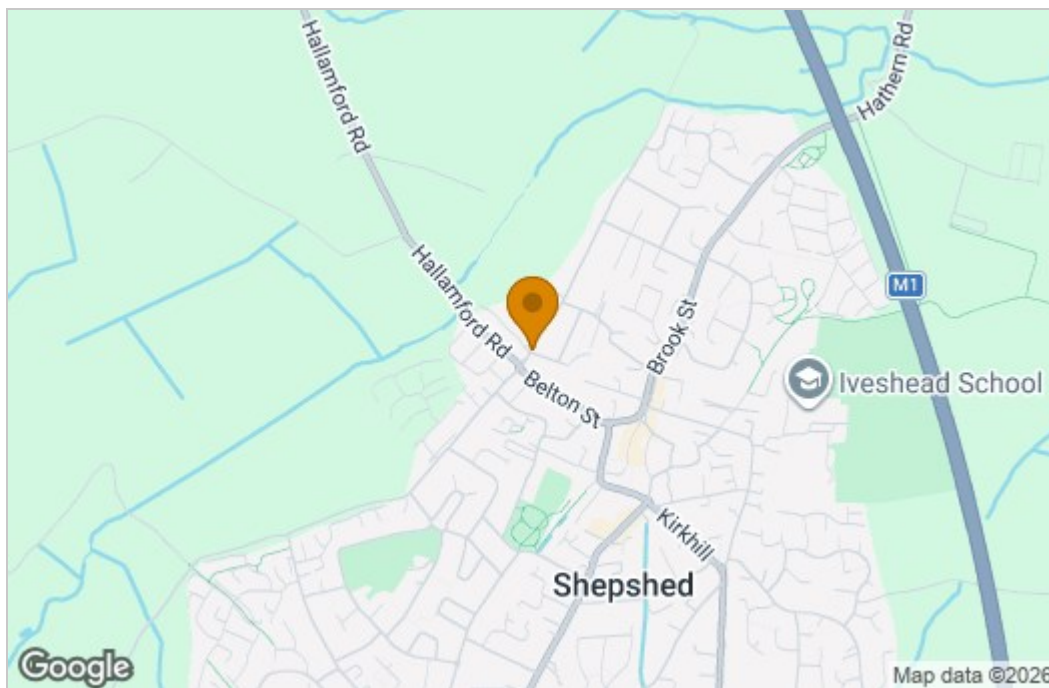 Hallamford Rd
Hathern Rd
Hallamford Rd
M1
Brook St
Iveshead School
Belton St
Kirkhill
Shepshed
Google
Map data ©2026